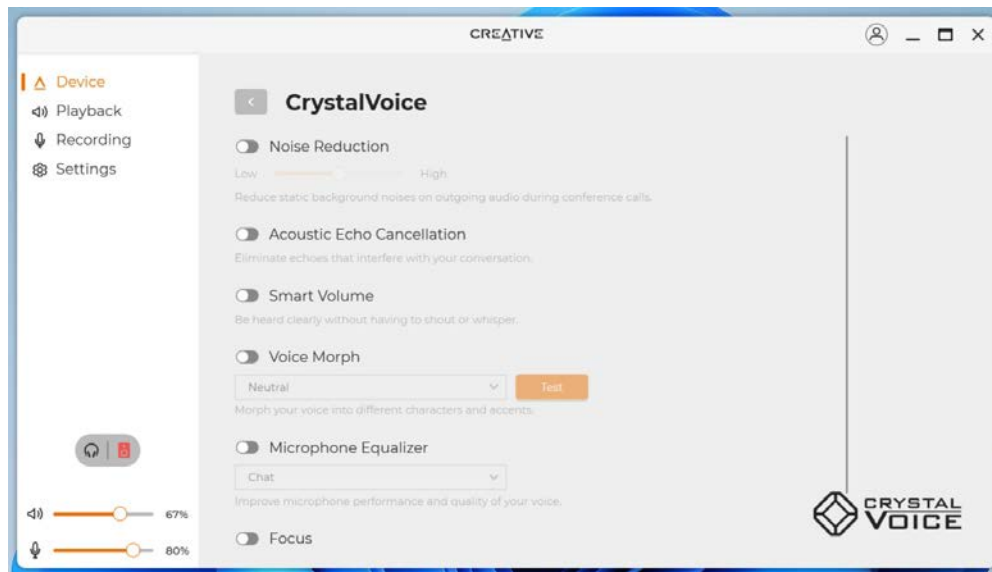 CREATIVE
Device
Playback
Recording
Settings
67%
80%
CrystalVoice
Noise Reduction
Low High
Reduce static background noises on outgoing audio during conference calls.
Acoustic Echo Cancellation
Eliminate echoes that interfere with your conversation.
Smart Volume
Be heard clearly without having to shout or whisper.
Voice Morph
Neutral Test
Morph your voice into different characters and accents.
Microphone Equalizer
Chat
Improve microphone performance and quality of your voice.
Focus
CRYSTAL
VOICE